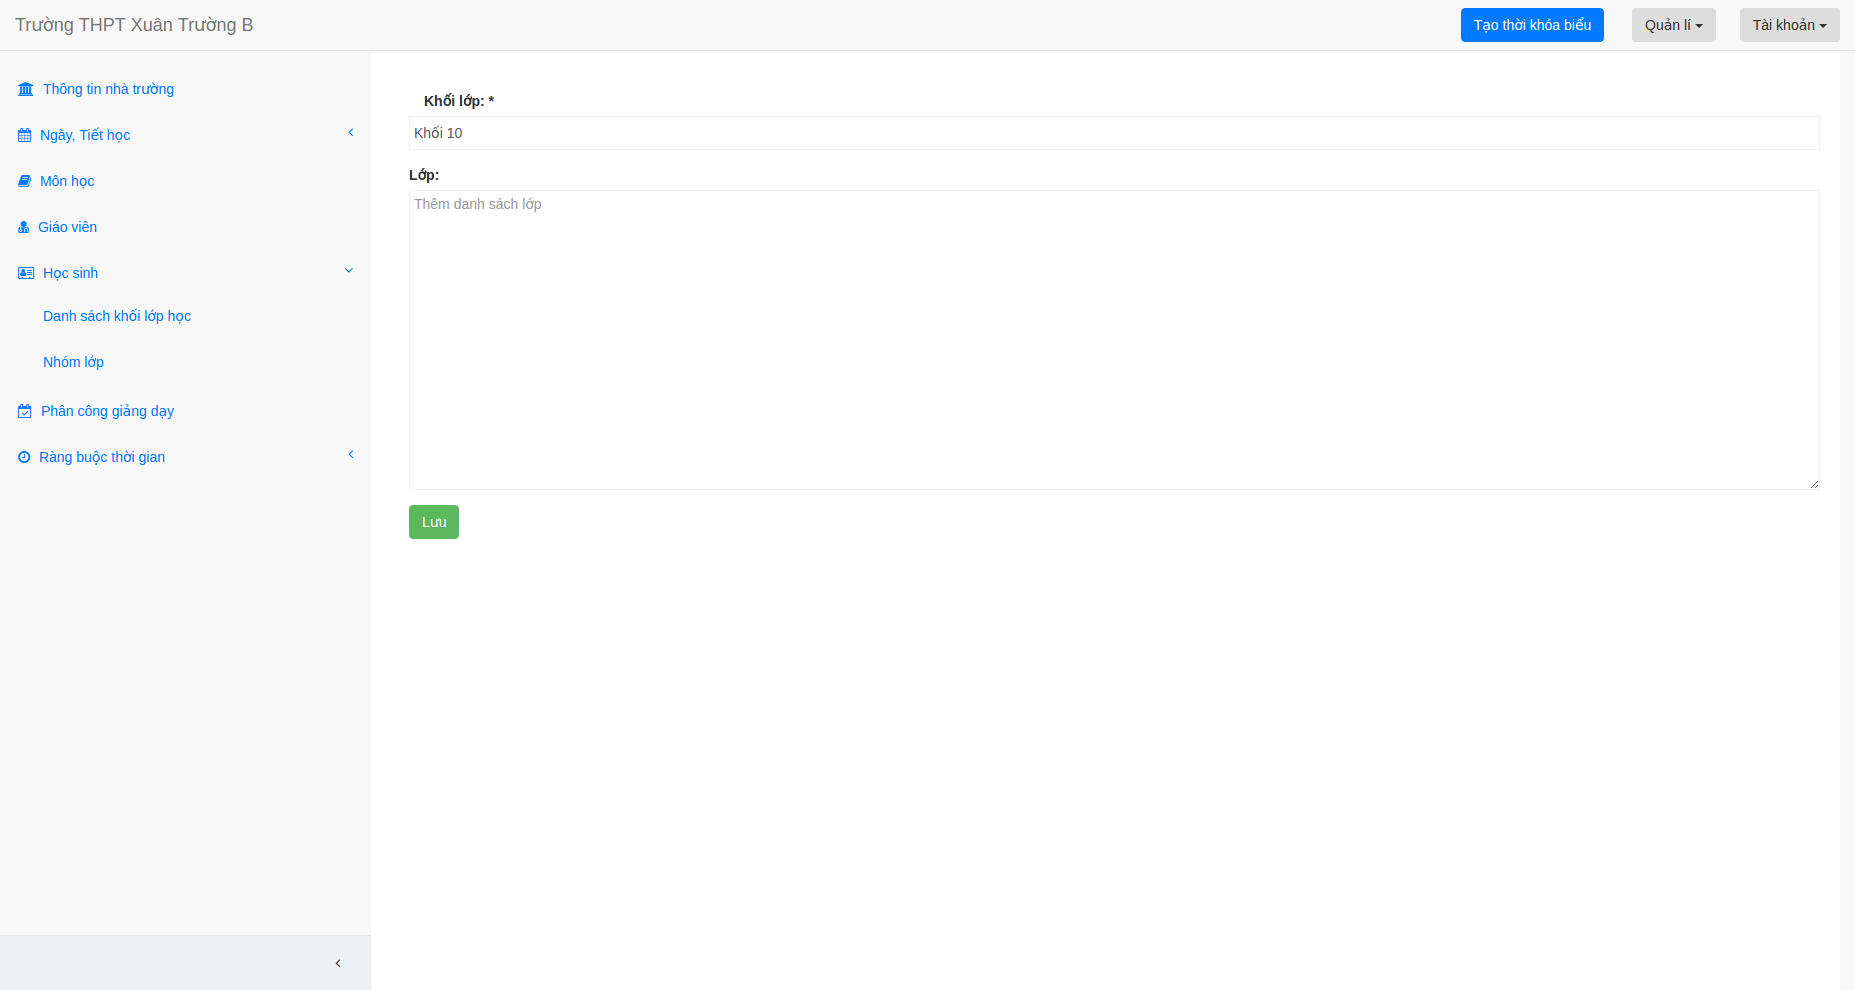 Trường THPT Xuân Trường B
Tạo thời khóa biểu
Quản lí
Tài khoản
Thông tin nhà trường
Ngày, Tiết học
Môn học
Giáo viên
Học sinh
Danh sách khối lớp học
Nhóm lớp
Phân công giảng dạy
Ràng buộc thời gian
Khối lớp: *
Khối 10
Lớp:
Thêm danh sách lớp
Lưu